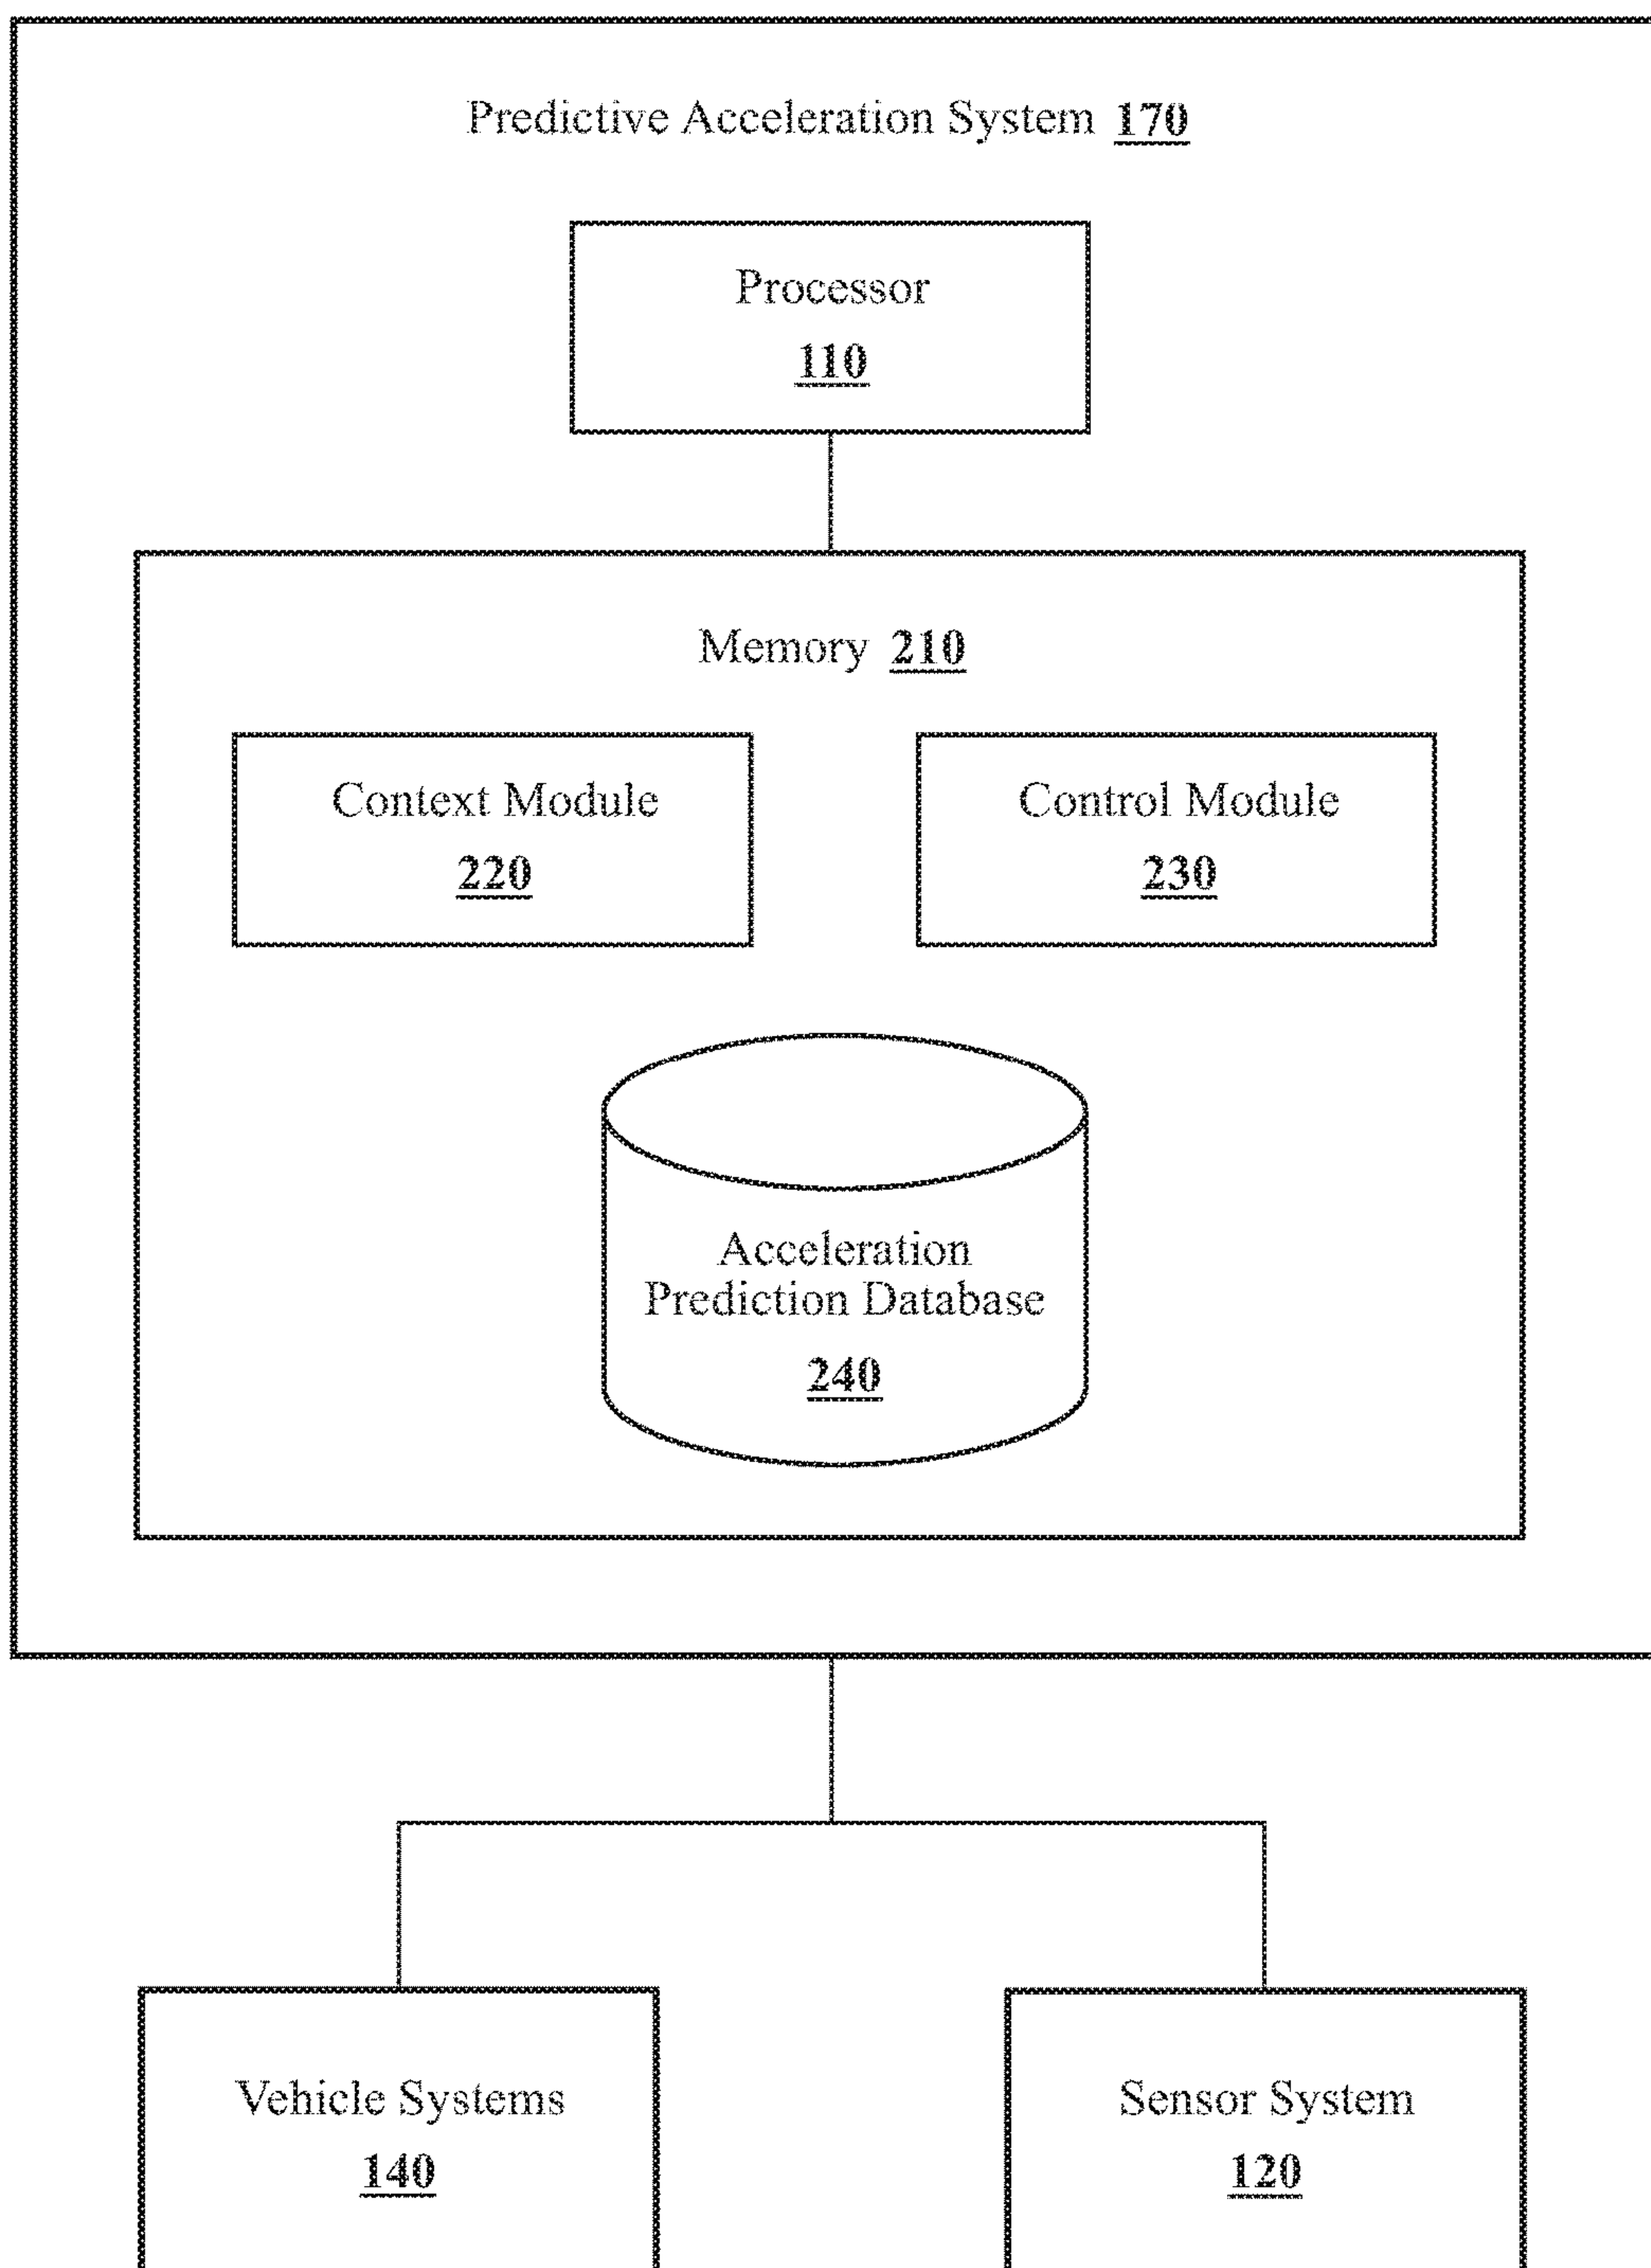 Predictive Acceleration System 170
Processor
110
Memory 210
Context Module
220
Control Module
230
Acceleration
Prediction Database
240
Vehicle Systems
140
Sensor System
120